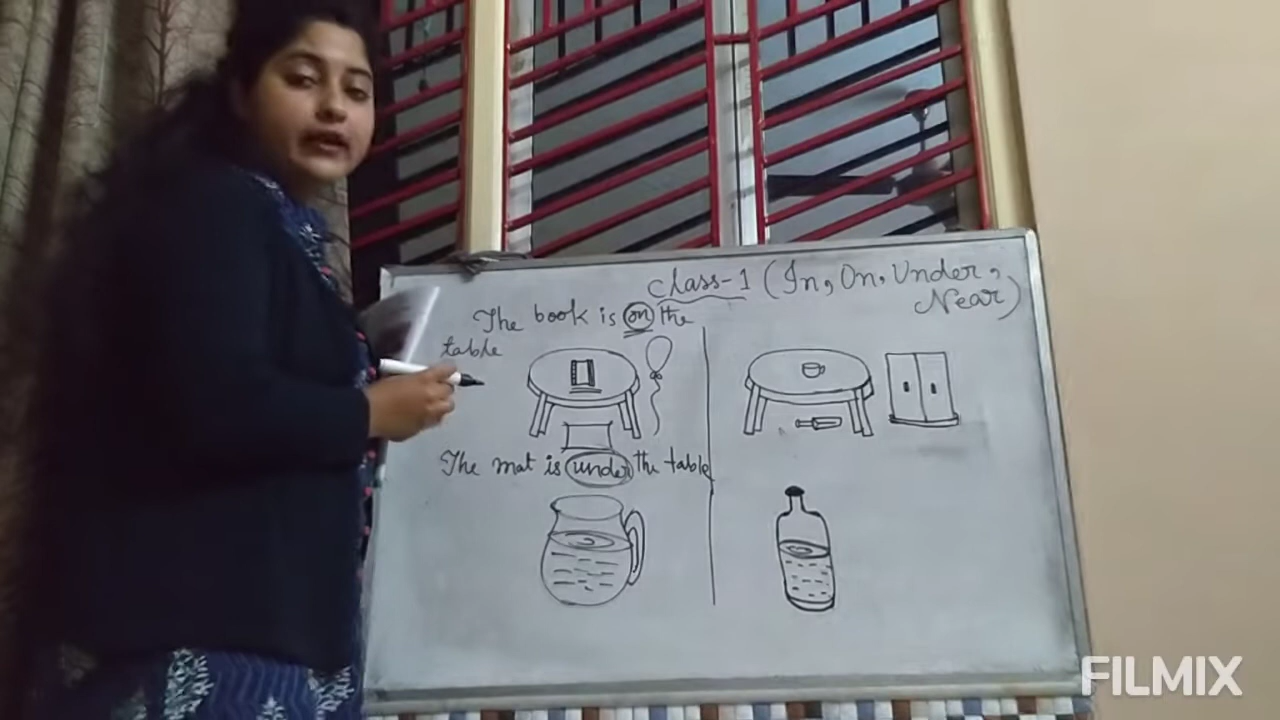 Class-1 (In, On, Under,
Near)
The book is on the
table
The mat is under the table
FILMIX